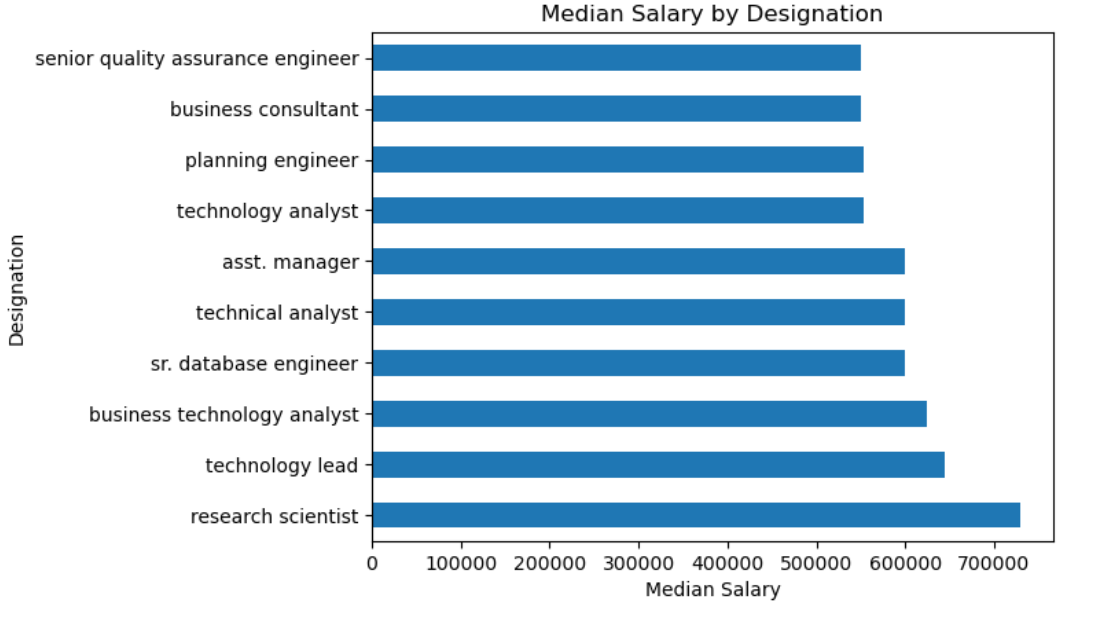 Median Salary by Designation
senior quality assurance engineer
business consultant
planning engineer
technology analyst
asst. manager
technical analyst
sr. database engineer
business technology analyst
technology lead
research scientist
Designation
0 100000 200000 300000 400000 500000 600000 700000
Median Salary